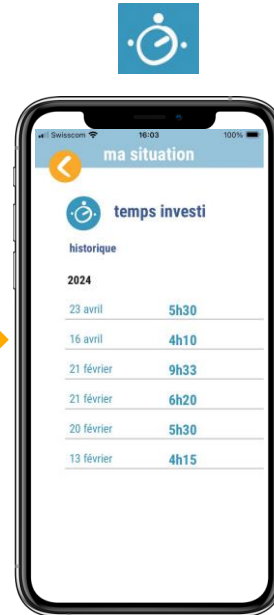 Swisscom 16:03 100%
ma situation
temps investi
historique
2024
23 avril 5h30
16 avril 4h10
21 février 9h33
21 février 6h20
20 février 5h30
13 février 4h15